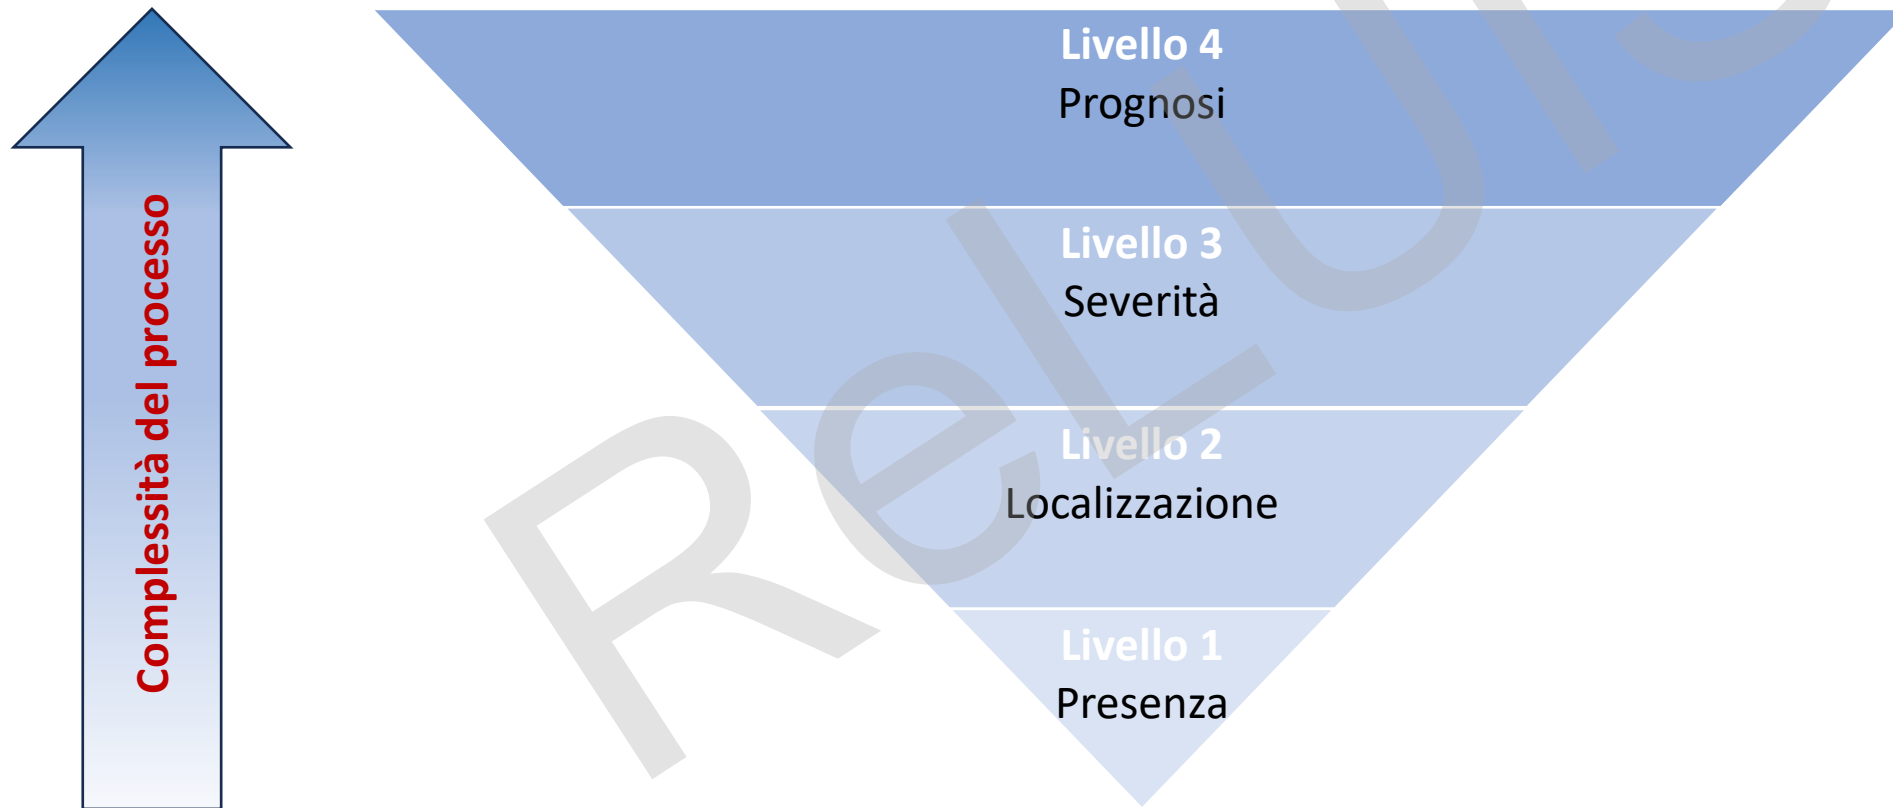 Complessità del processo
Livello 4
Prognosi
Livello 3
Severità
Livello 2
Localizzazione
Livello 1
Presenza
ReLUIS